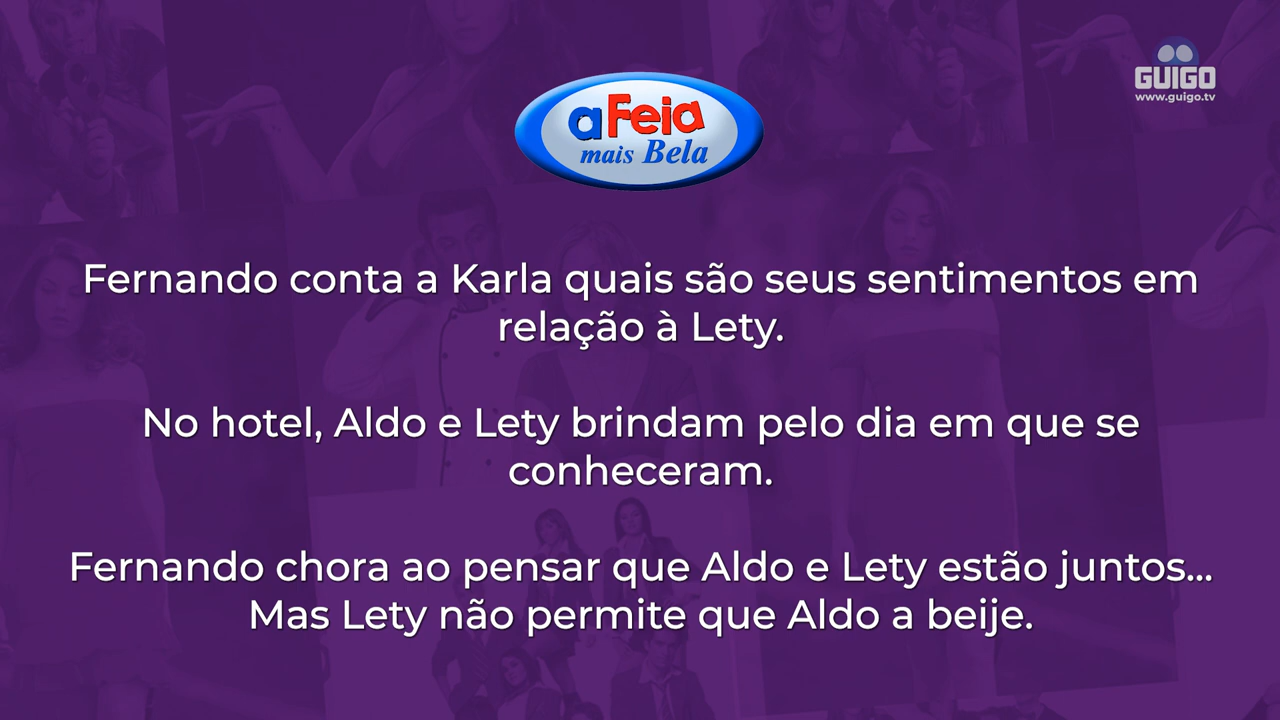 GUIGO
www.guigo.tv
a Feia
mais Bela
Fernando conta a Karla quais são seus sentimentos em
relação à Lety.
No hotel, Aldo e Lety brindam pelo dia em que se
conheceram.
Fernando chora ao pensar que Aldo e Lety estão juntos...
Mas Lety não permite que Aldo a beije.